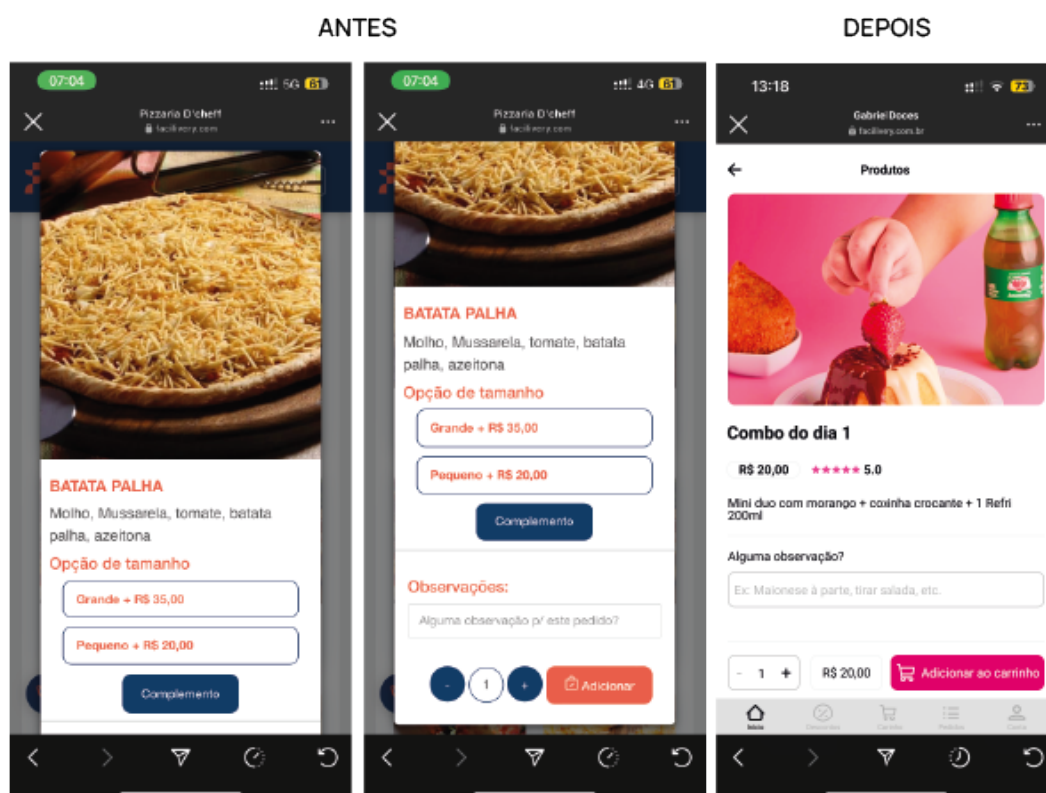 ANTES
DEPOIS
07:04
5G 61
Pizzaria D'cheff
facilivery.com
BATATA PALHA
Molho, Mussarela, tomate, batata
palha, azeitona
Opção de tamanho
Grande + R$ 35,00
Pequeno + R$ 20,00
Complemento
07:04
4G 61
Pizzaria D'cheff
facilivery.com
BATATA PALHA
Molho, Mussarela, tomate, batata
palha, azeitona
Opção de tamanho
Grande + R$ 35,00
Pequeno + R$ 20,00
Complemento
Observações:
Alguma observação p/ este pedido?
- 1 + Adicionar
13:18
73
Gabriel Doces
facilivery.com.br
Produtos
Combo do dia 1
R$ 20,00 ★★★★★ 5.0
Mini duo com morango + coxinha crocante + 1 Refri
200ml
Alguma observação?
Ex: Maionese à parte, tirar salada, etc.
- 1 + R$ 20,00 Adicionar ao carrinho
Início Descontos Carrinho Pedidos Conta